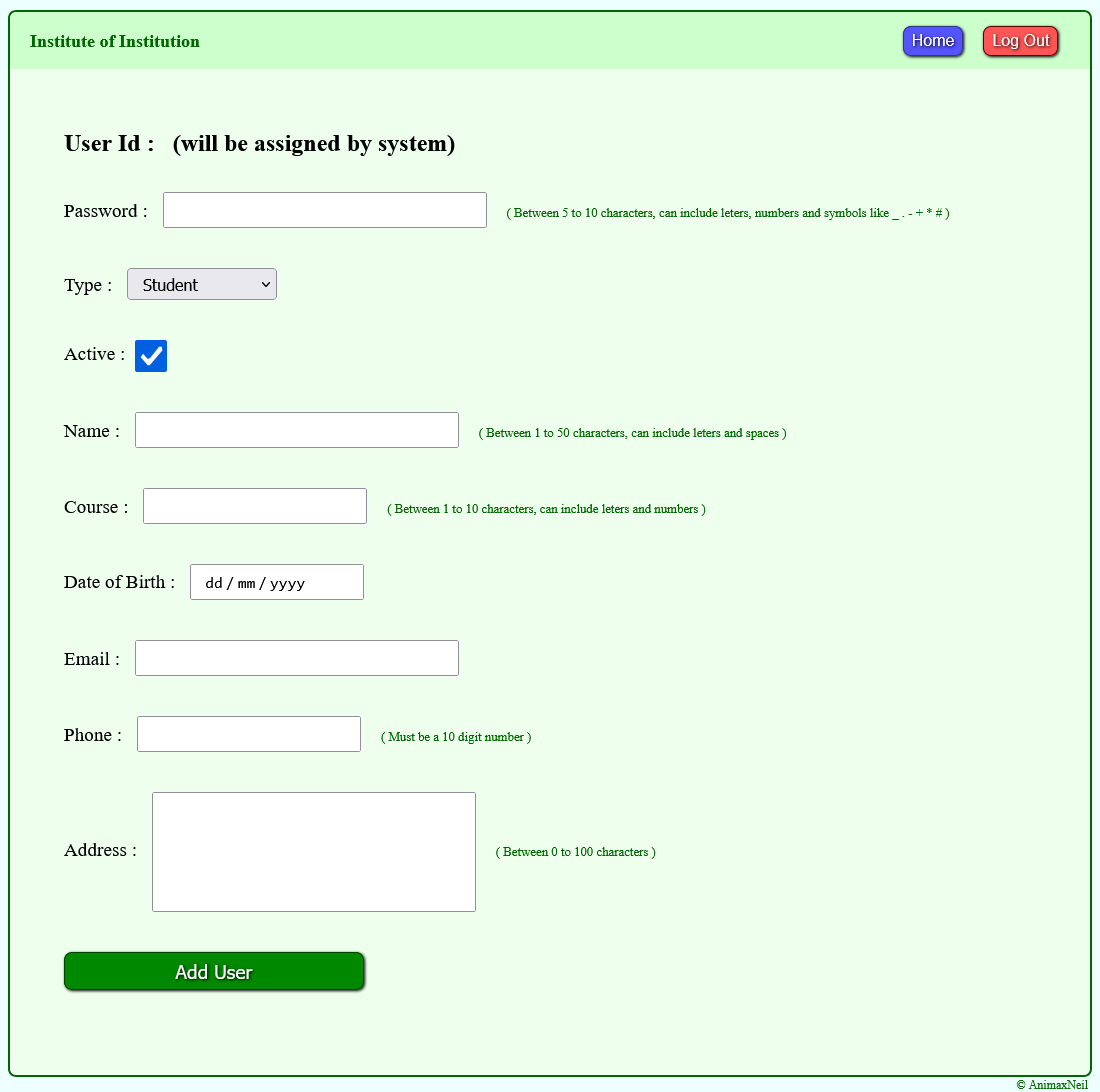 Institute of Institution Home Log Out
User Id : (will be assigned by system)
Password : ( Between 5 to 10 characters, can include leters, numbers and symbols like _ . - + * # )
Type : Student
Active :
Name : ( Between 1 to 50 characters, can include leters and spaces )
Course : ( Between 1 to 10 characters, can include leters and numbers )
Date of Birth : dd / mm / yyyy
Email :
Phone : ( Must be a 10 digit number )
Address : ( Between 0 to 100 characters )
Add User
© AnimaxNeil